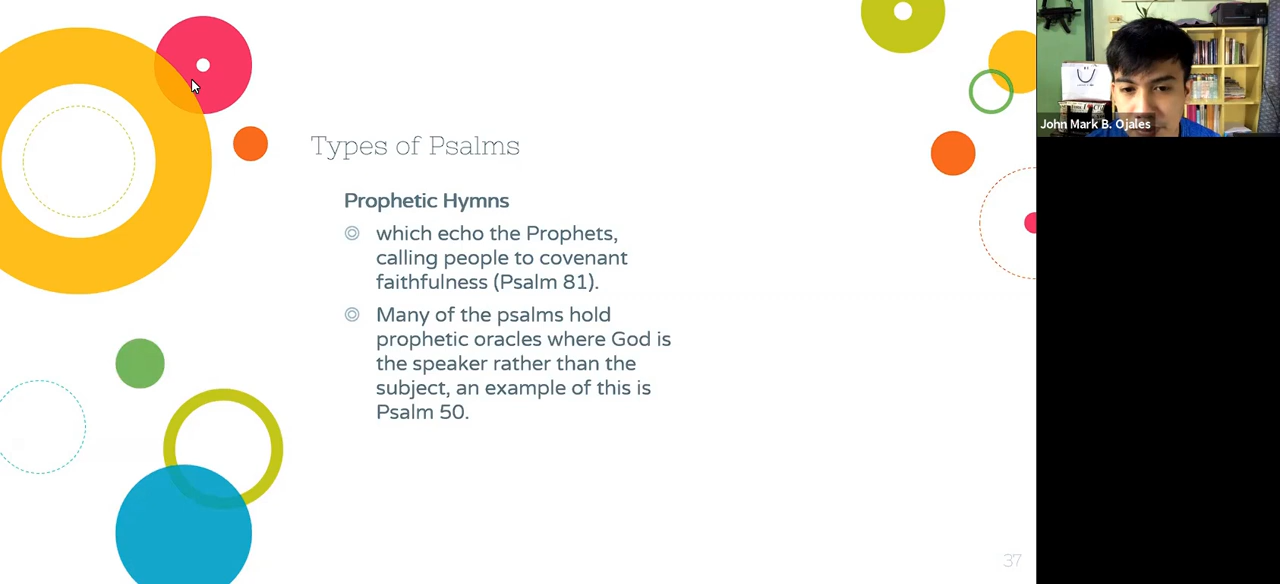 Types of Psalms
Prophetic Hymns
which echo the Prophets,
calling people to covenant
faithfulness (Psalm 81).
Many of the psalms hold
prophetic oracles where God is
the speaker rather than the
subject, an example of this is
Psalm 50.
37
John Mark B. Ojales